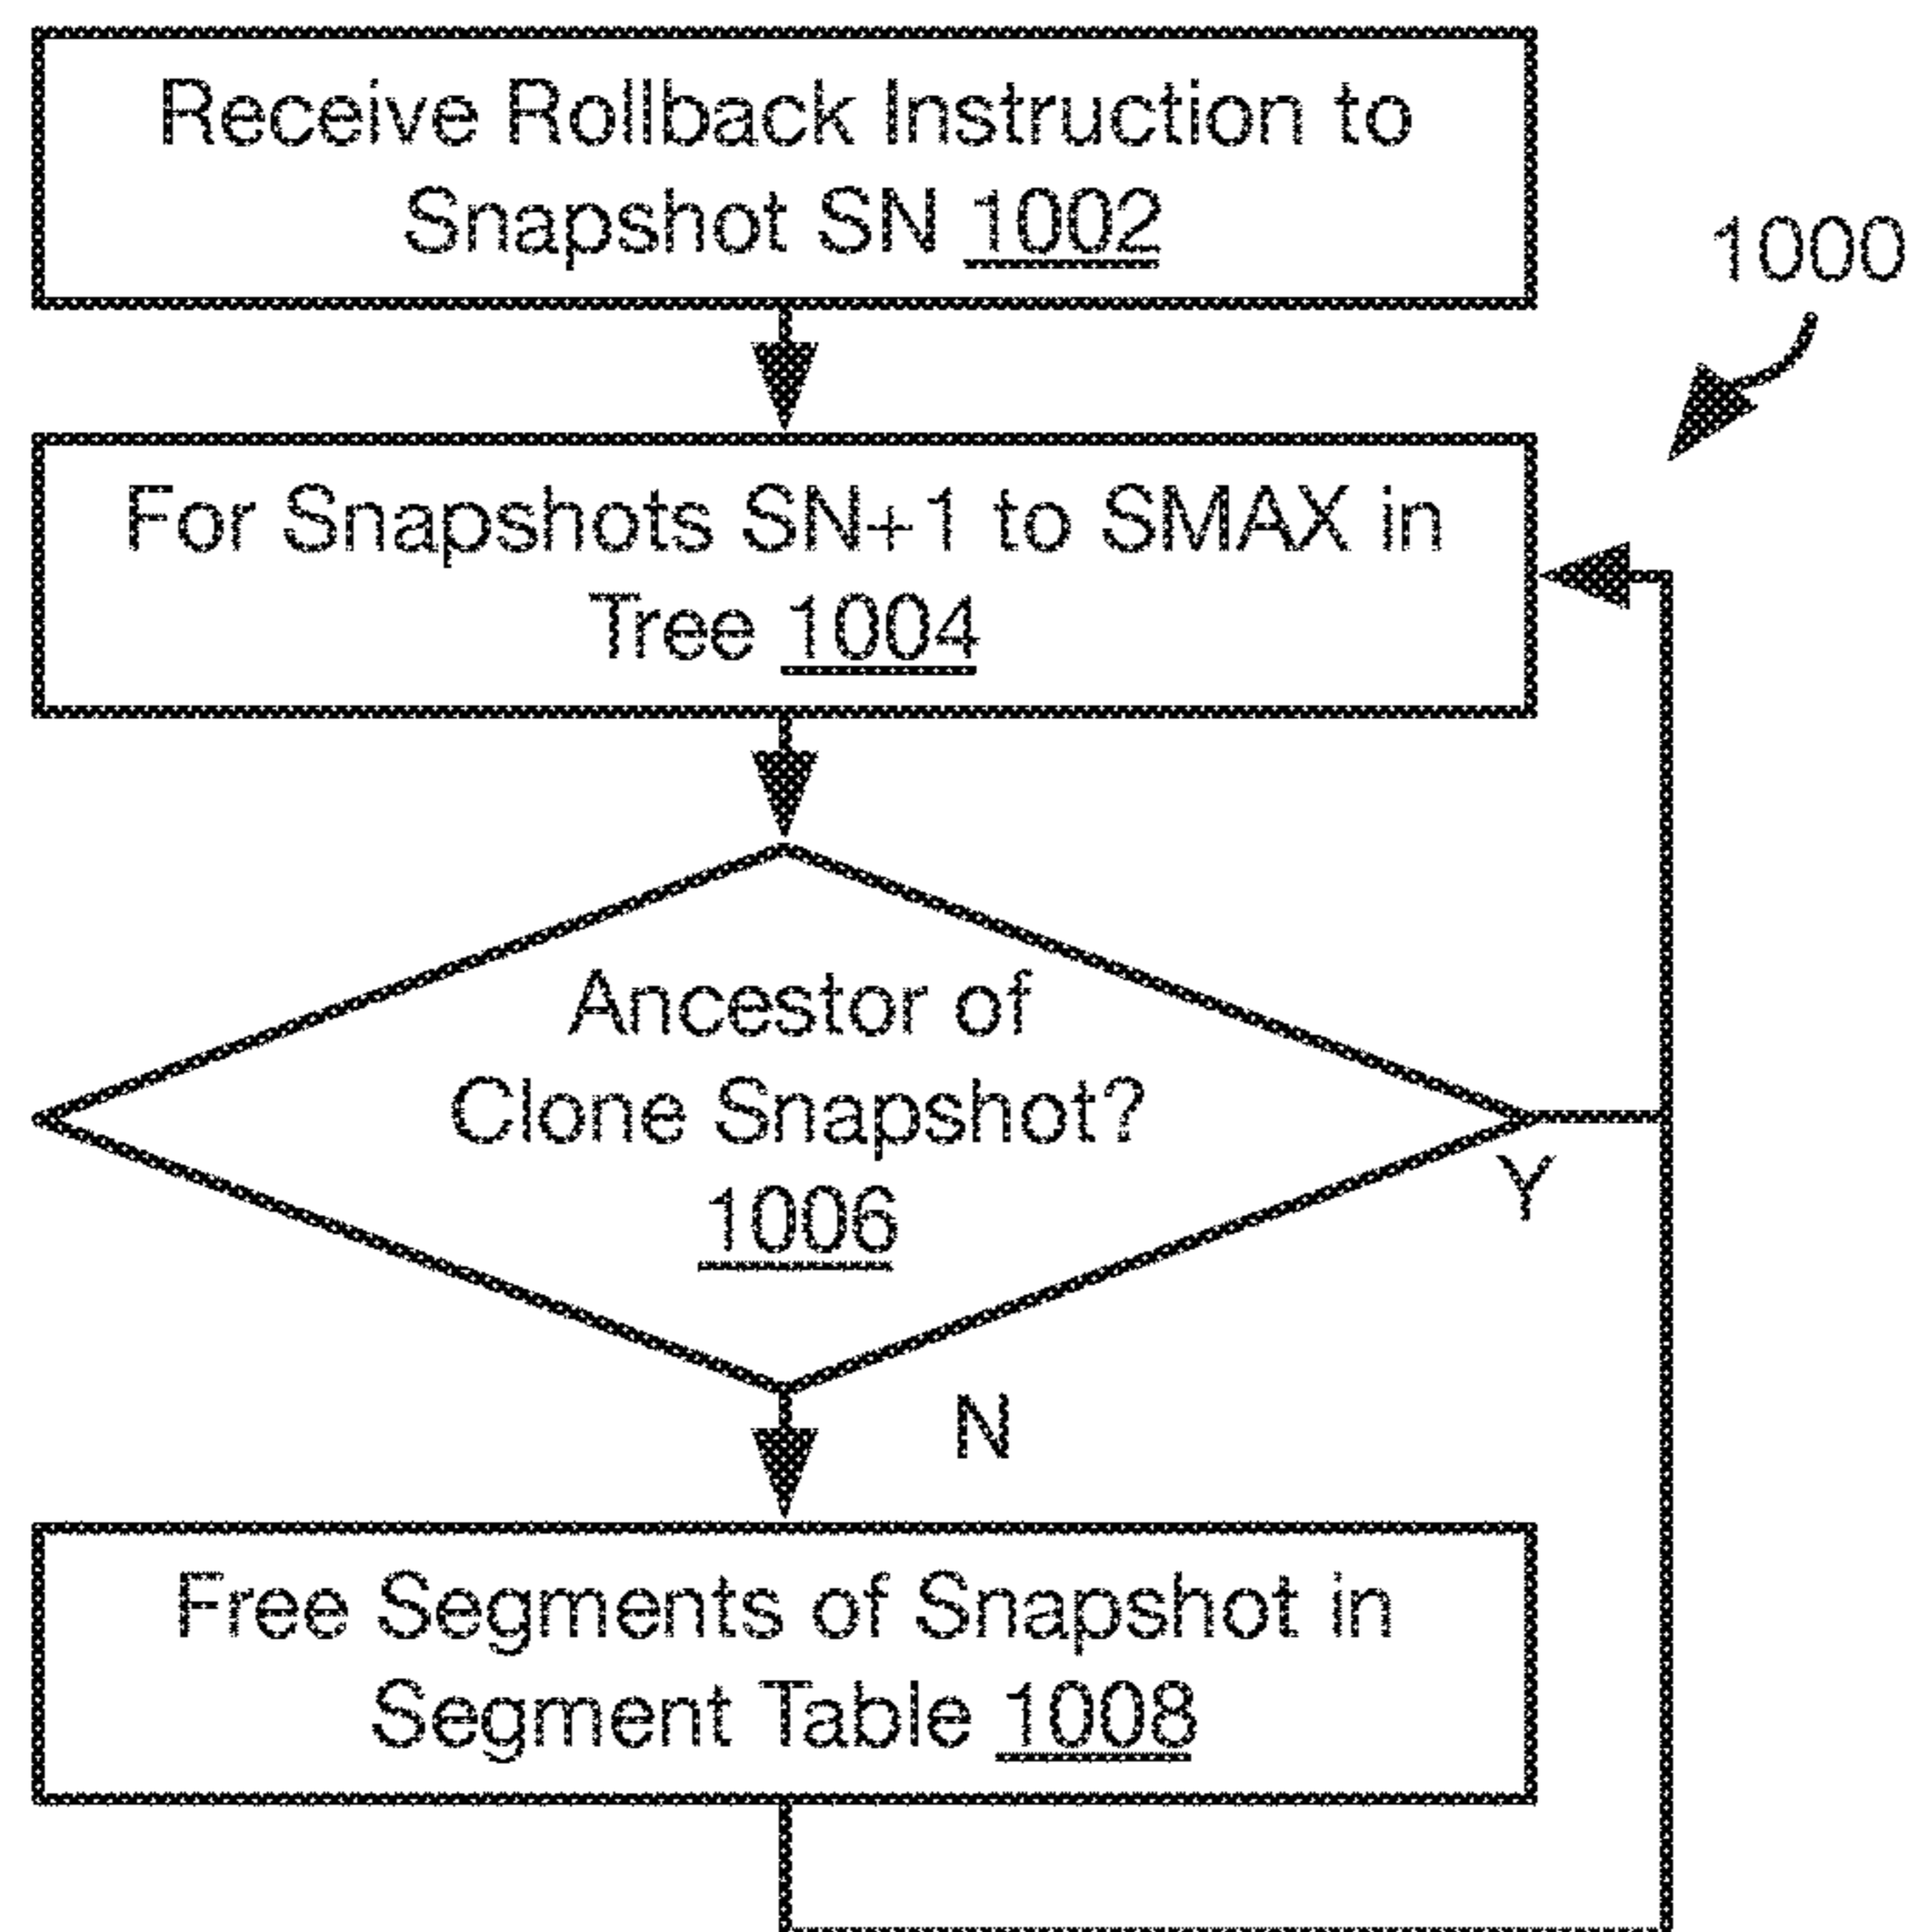 Receive Rollback Instruction to
Snapshot SN 1002
1000
For Snapshots SN+1 to SMAX in
Tree 1004
Ancestor of
Clone Snapshot?
1006
Y
N
Free Segments of Snapshot in
Segment Table 1008